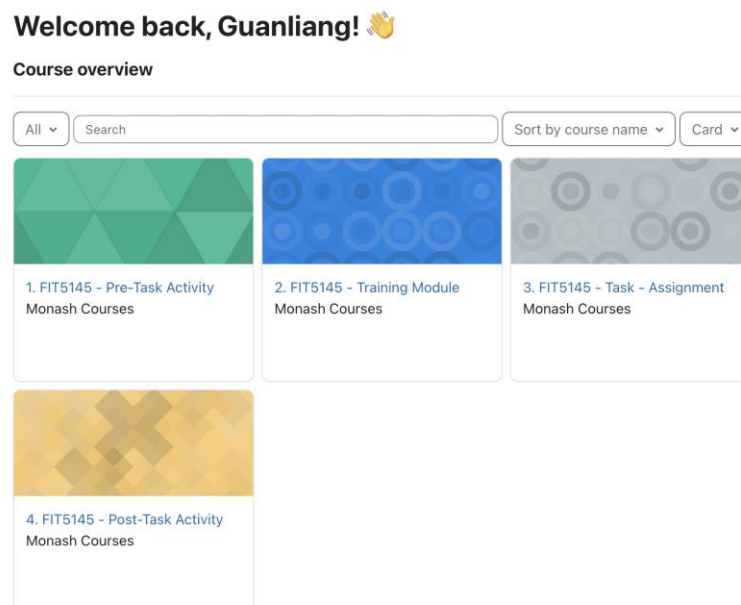 Welcome back, Guanliang! 👋
Course overview
All
Search
Sort by course name
Card
1. FIT5145 - Pre-Task Activity
Monash Courses
2. FIT5145 - Training Module
Monash Courses
3. FIT5145 - Task - Assignment
Monash Courses
4. FIT5145 - Post-Task Activity
Monash Courses